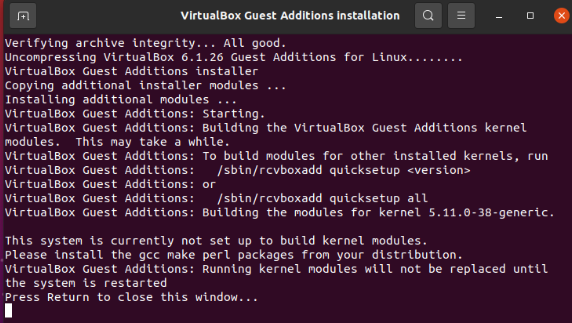 VirtualBox Guest Additions installation
Verifying archive integrity... All good.
Uncompressing VirtualBox 6.1.26 Guest Additions for Linux........
VirtualBox Guest Additions installer
Copying additional installer modules ...
Installing additional modules ...
VirtualBox Guest Additions: Starting.
VirtualBox Guest Additions: Building the VirtualBox Guest Additions kernel
modules.  This may take a while.
VirtualBox Guest Additions: To build modules for other installed kernels, run
VirtualBox Guest Additions:   /sbin/rcvboxadd quicksetup <version>
VirtualBox Guest Additions: or
VirtualBox Guest Additions:   /sbin/rcvboxadd quicksetup all
VirtualBox Guest Additions: Building the modules for kernel 5.11.0-38-generic.
This system is currently not set up to build kernel modules.
Please install the gcc make perl packages from your distribution.
VirtualBox Guest Additions: Running kernel modules will not be replaced until
the system is restarted
Press Return to close this window...